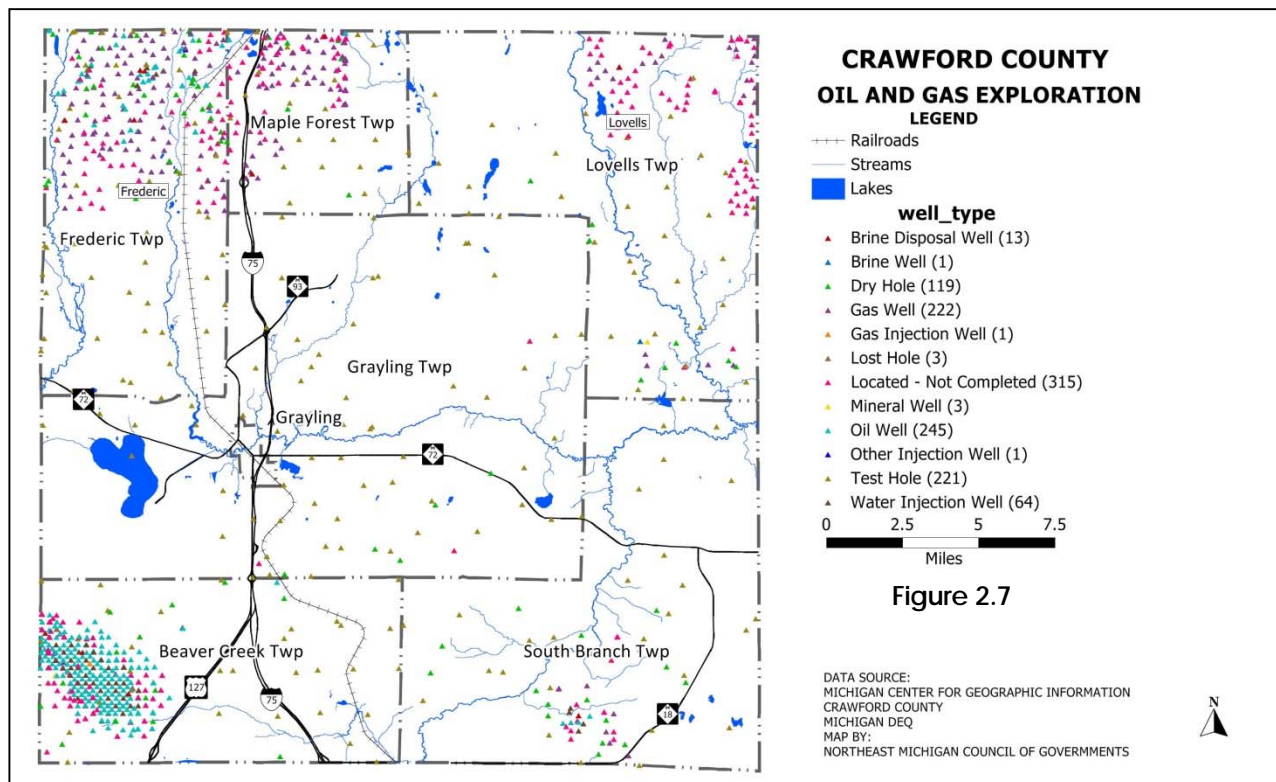 Maple Forest Twp
Lovells
Lovells Twp
Frederic
Frederic Twp
75
93
Grayling Twp
72
Grayling
72
Beaver Creek Twp
South Branch Twp
127
75
18
CRAWFORD COUNTY
OIL AND GAS EXPLORATION
LEGEND
Railroads
Streams
Lakes
well_type
Brine Disposal Well (13)
Brine Well (1)
Dry Hole (119)
Gas Well (222)
Gas Injection Well (1)
Lost Hole (3)
Located - Not Completed (315)
Mineral Well (3)
Oil Well (245)
Other Injection Well (1)
Test Hole (221)
Water Injection Well (64)
0 2.5 5 7.5
Miles
Figure 2.7
DATA SOURCE:
MICHIGAN CENTER FOR GEOGRAPHIC INFORMATION
CRAWFORD COUNTY
MICHIGAN DEQ
MAP BY:
NORTHEAST MICHIGAN COUNCIL OF GOVERMMENTS
N